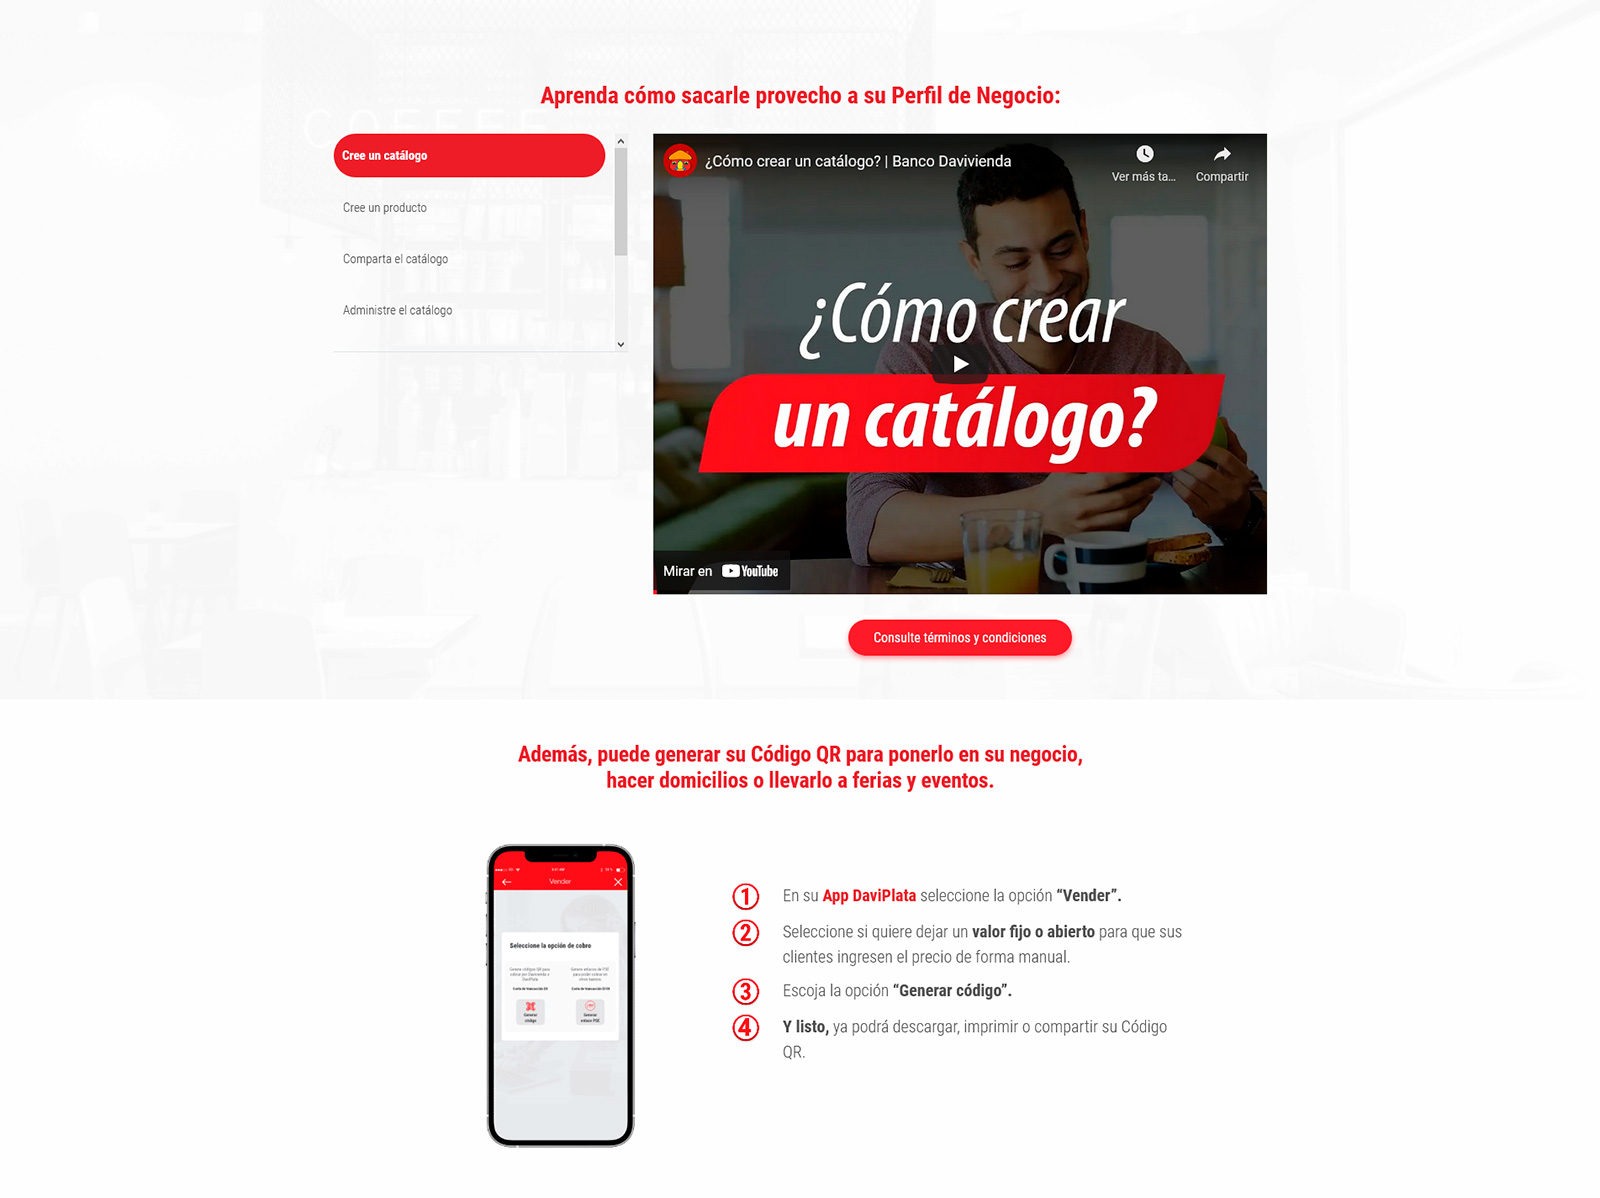 Aprenda cómo sacarle provecho a su Perfil de Negocio:
COFFEE
Cree un catálogo
Cree un producto
Comparta el catálogo
Administre el catálogo
¿Cómo crear un catálogo? | Banco Davivienda
Ver más ta...
Compartir
¿Cómo crear
un catálogo?
Mirar en YouTube
Consulte términos y condiciones
Además, puede generar su Código QR para ponerlo en su negocio,
hacer domicilios o llevarlo a ferias y eventos.
Vender
Seleccione la opción de cobro
Generar
código
Generar
enlace PSE
1 En su App DaviPlata seleccione la opción “Vender”.
2 Seleccione si quiere dejar un valor fijo o abierto para que sus
clientes ingresen el precio de forma manual.
3 Escoja la opción “Generar código”.
4 Y listo, ya podrá descargar, imprimir o compartir su Código
QR.